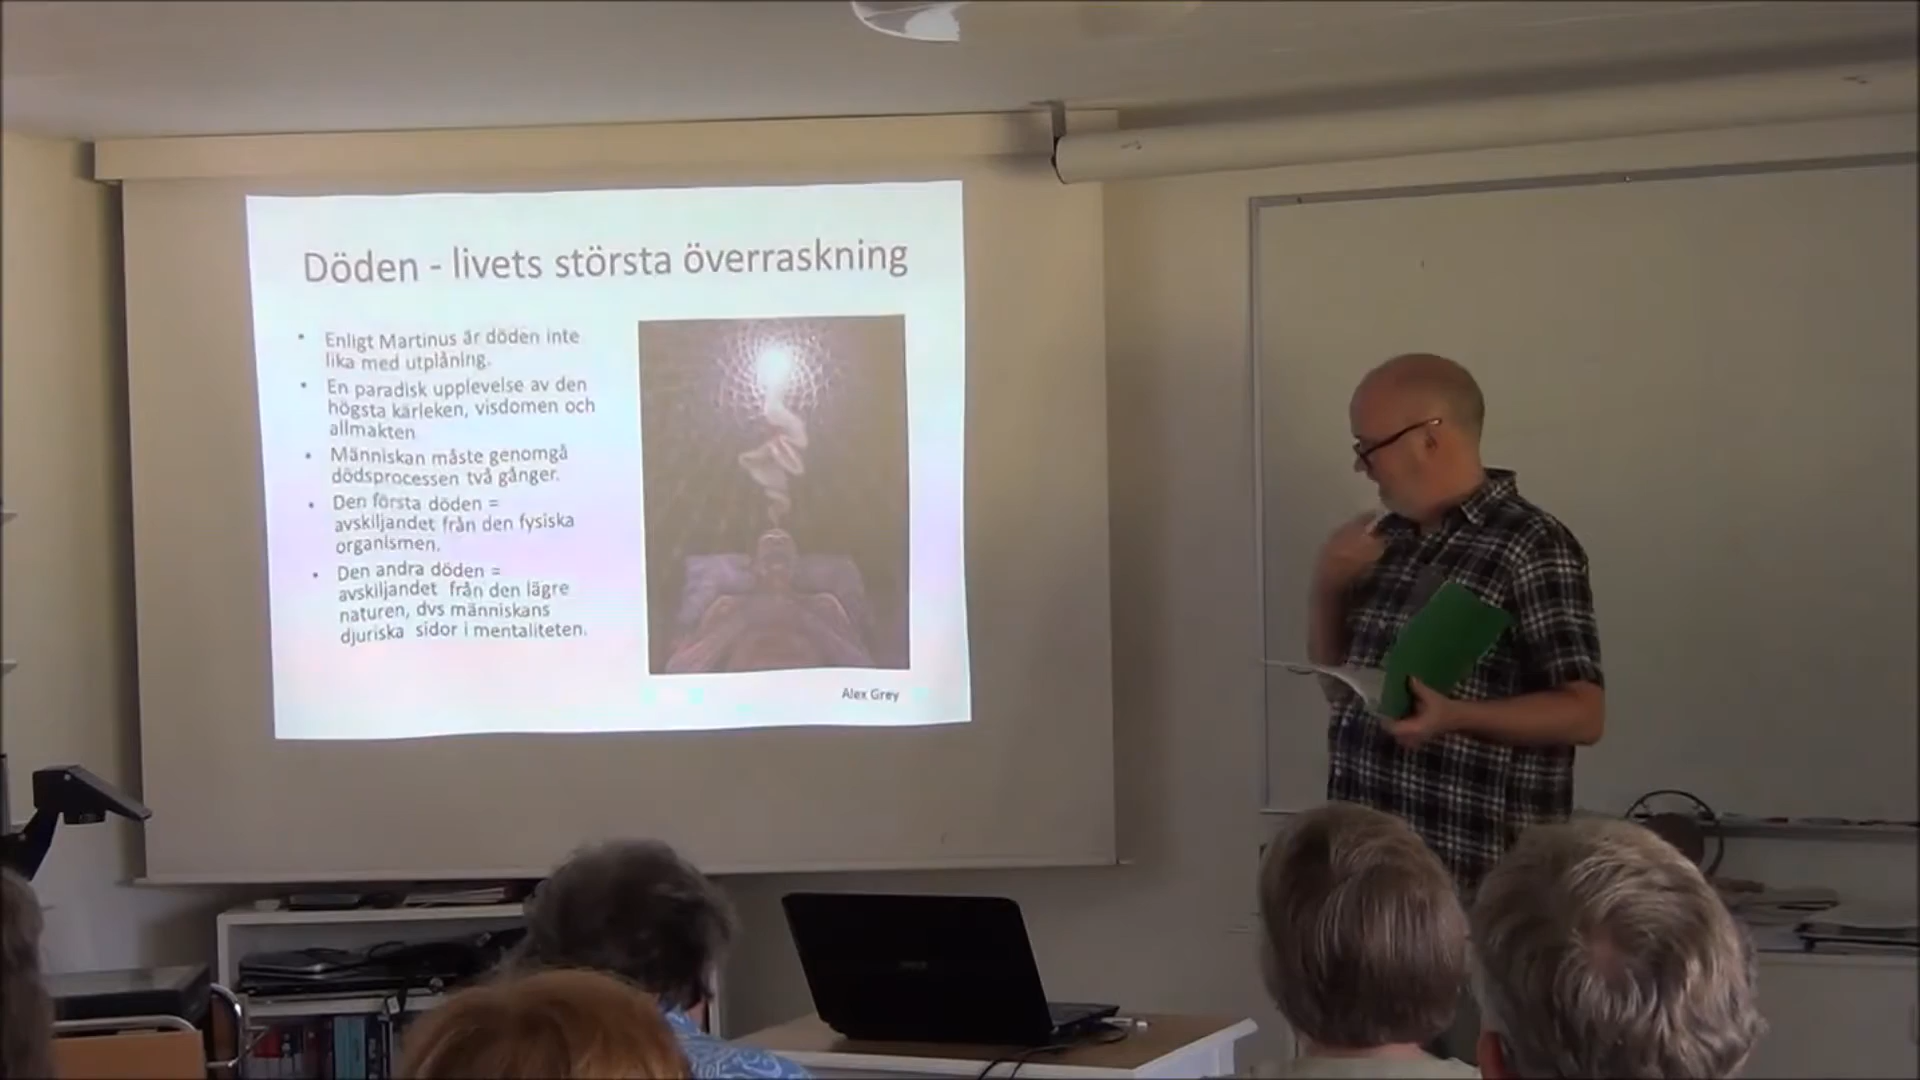 Döden - livets största överraskning
• Enligt Martinus är döden inte
lika med utplåning.
• En paradisk upplevelse av den
högsta kärleken, visdomen och
allmakten
• Människan måste genomgå
dödsprocessen två gånger.
• Den första döden =
avskiljandet från den fysiska
organismen.
• Den andra döden =
avskiljandet från den lägre
naturen, dvs människans
djuriska sidor i mentaliteten.
Alex Grey